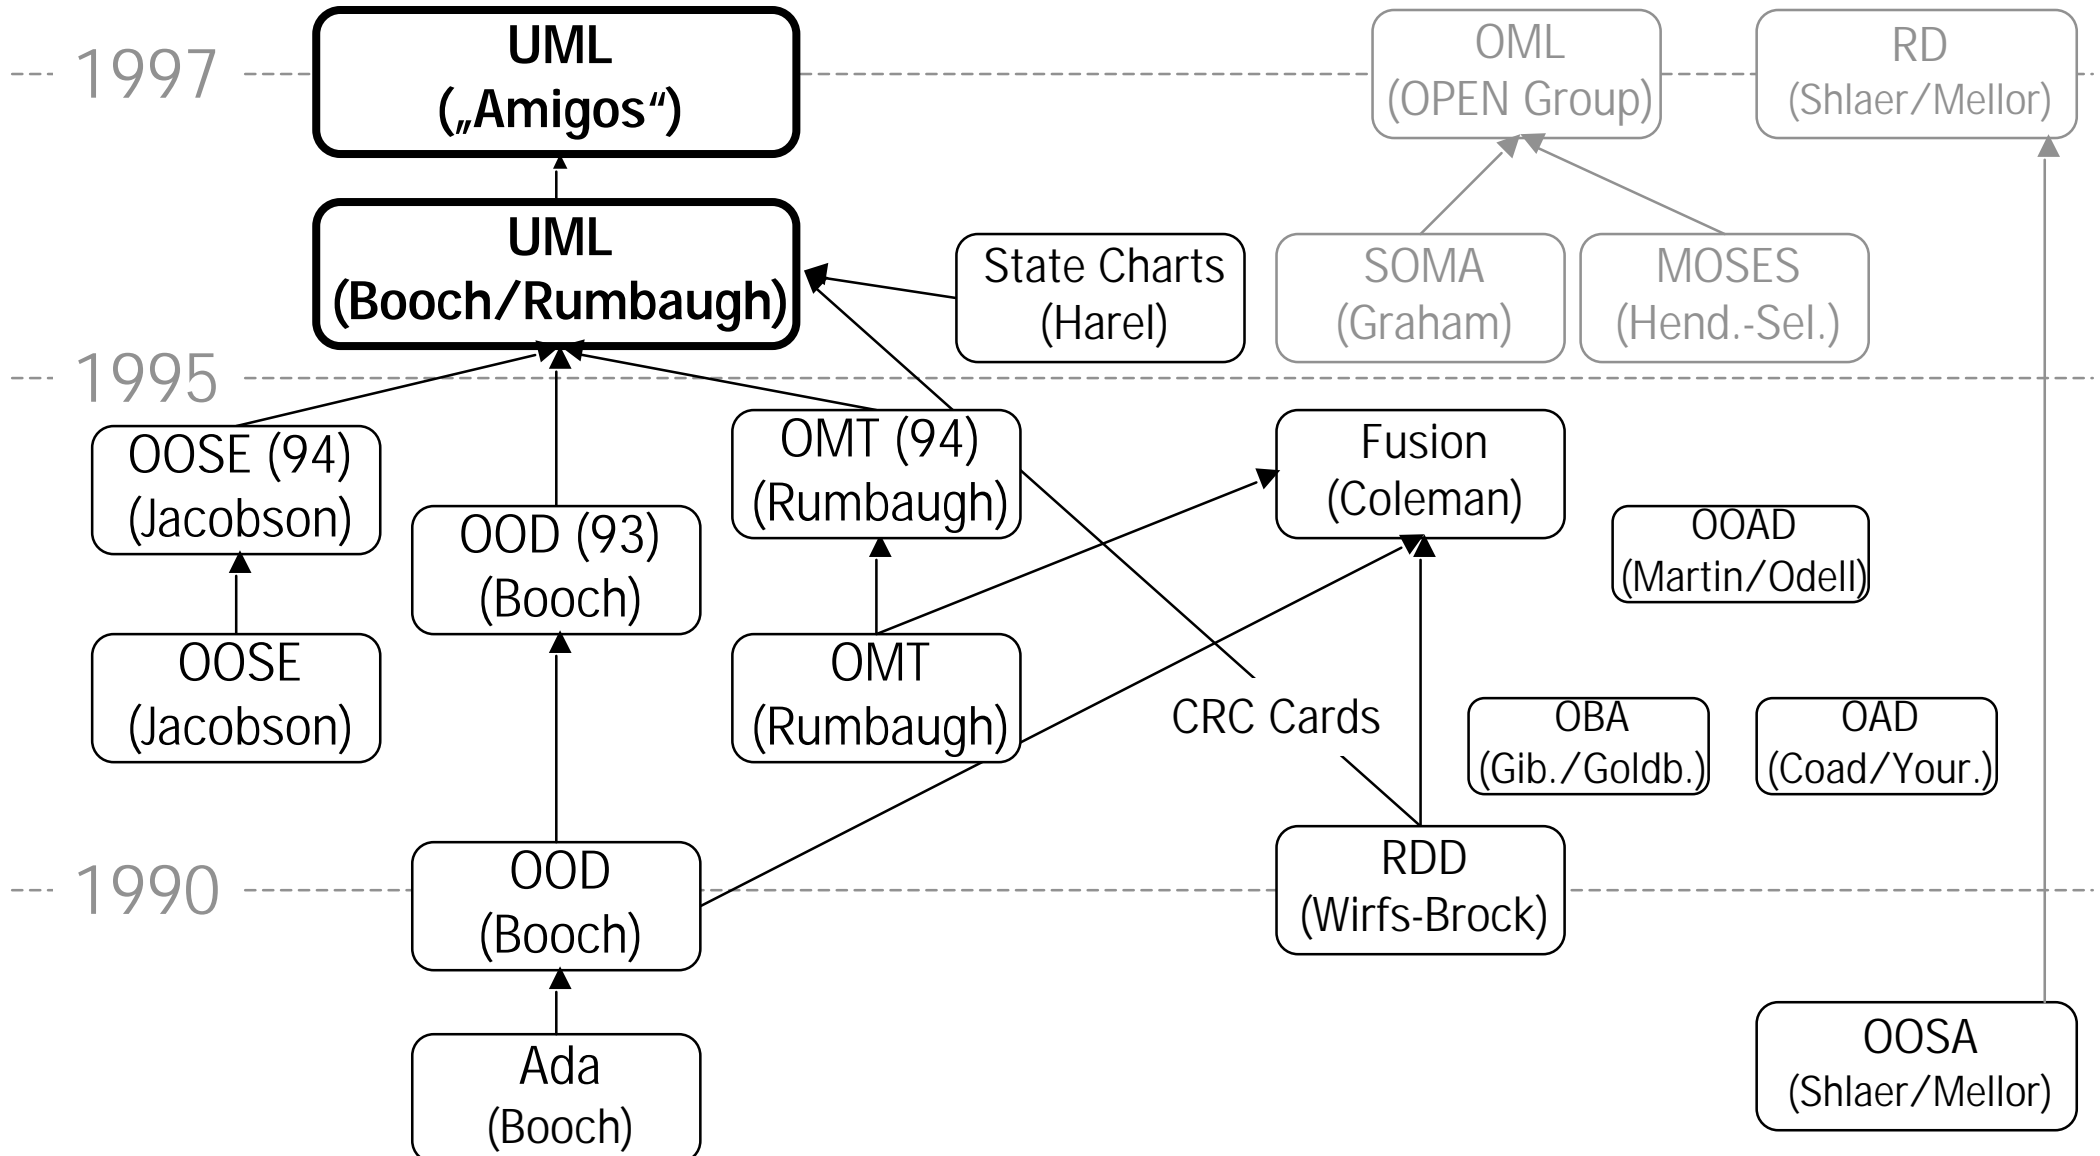 1997
UML
(„Amigos“)
OML
(OPEN Group)
RD
(Shlaer/Mellor)
UML
(Booch/Rumbaugh)
State Charts
(Harel)
SOMA
(Graham)
MOSES
(Hend.-Sel.)
1995
OOSE (94)
(Jacobson)
OOD (93)
(Booch)
OMT (94)
(Rumbaugh)
Fusion
(Coleman)
OOAD
(Martin/Odell)
OOSE
(Jacobson)
OMT
(Rumbaugh)
CRC Cards
OBA
(Gib./Goldb.)
OAD
(Coad/Your.)
1990
OOD
(Booch)
RDD
(Wirfs-Brock)
Ada
(Booch)
OOSA
(Shlaer/Mellor)